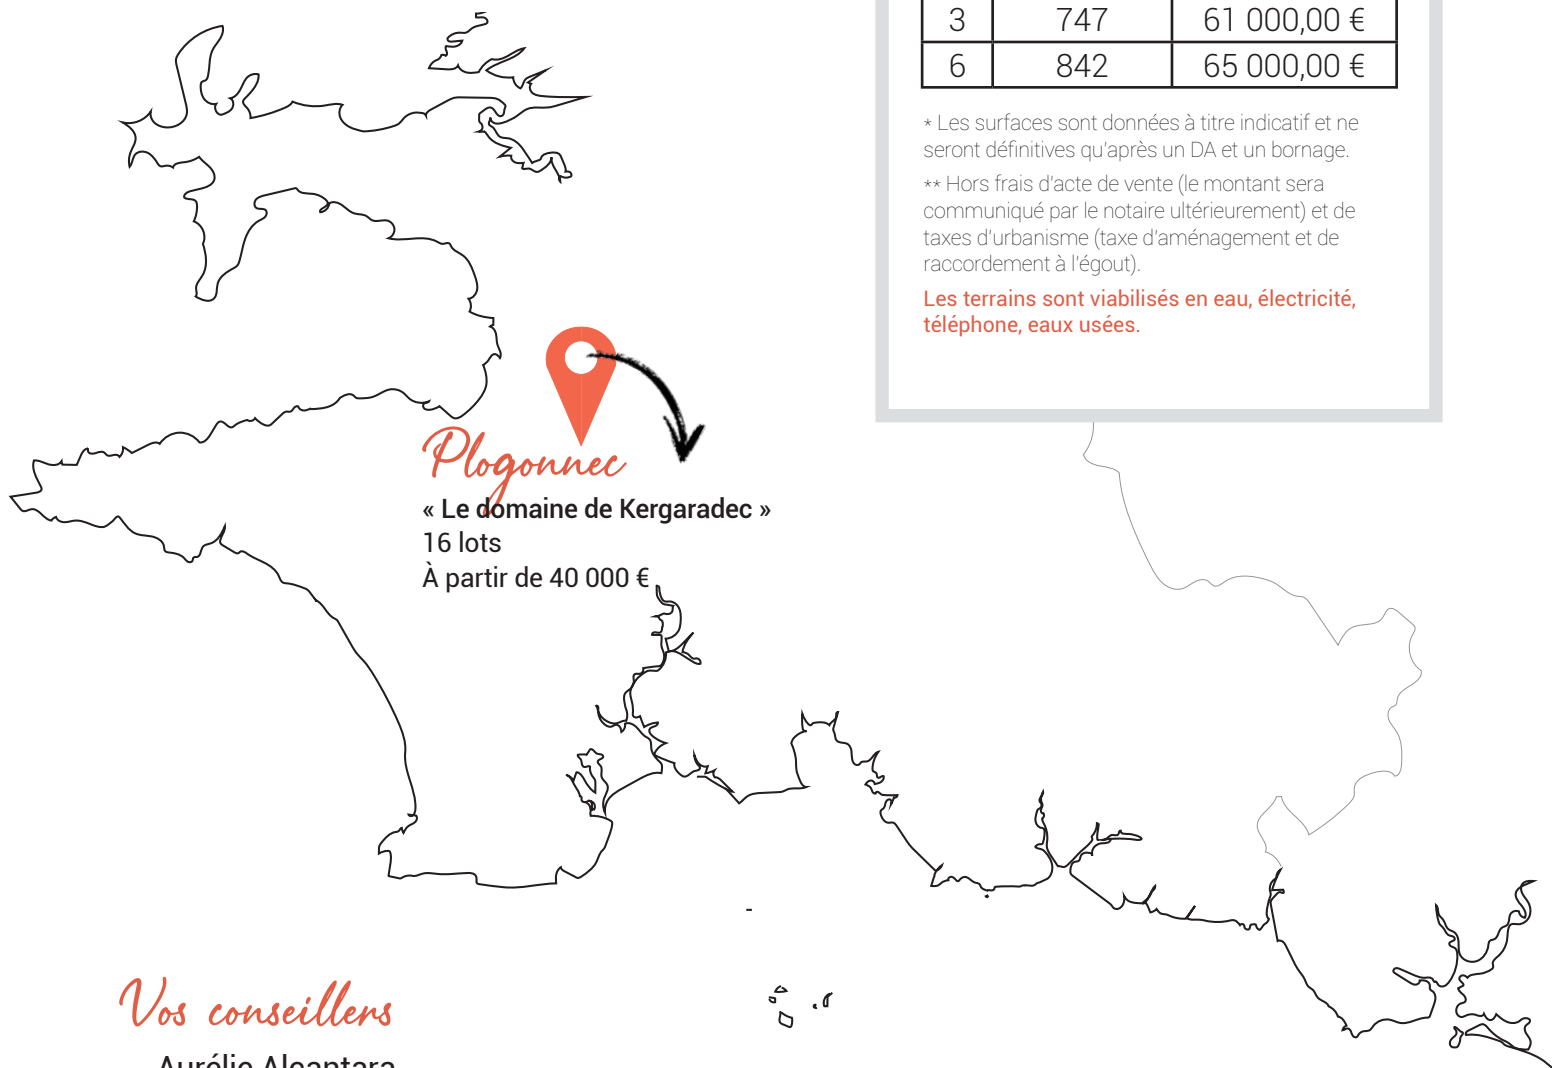 3 747 61 000,00 €
6 842 65 000,00 €
* Les surfaces sont données à titre indicatif et ne
seront définitives qu'après un DA et un bornage.
** Hors frais d'acte de vente (le montant sera
communiqué par le notaire ultérieurement) et de
taxes d'urbanisme (taxe d'aménagement et de
raccordement à l'égout).
Les terrains sont viabilisés en eau, électricité,
téléphone, eaux usées.
Plogonnec
« Le domaine de Kergaradec »
16 lots
À partir de 40 000 €
Vos conseillers
Aurélie Alcantara